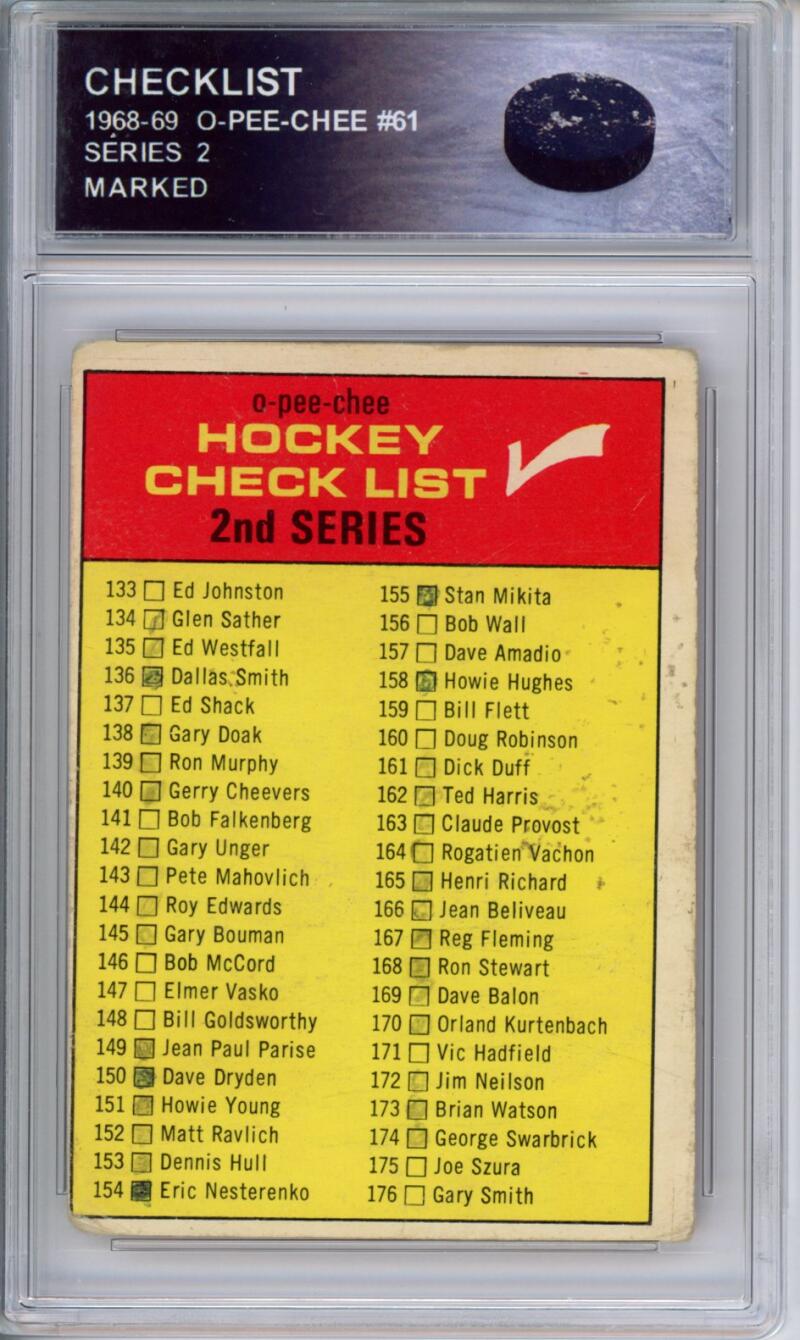 CHECKLIST
1968-69 O-PEE-CHEE #61
SERIES 2
MARKED
o-pee-chee
HOCKEY
CHECK LIST
2nd SERIES
133 Ed Johnston
134 Glen Sather
135 Ed Westfall
136 Dallas Smith
137 Ed Shack
138 Gary Doak
139 Ron Murphy
140 Gerry Cheevers
141 Bob Falkenberg
142 Gary Unger
143 Pete Mahovlich
144 Roy Edwards
145 Gary Bouman
146 Bob McCord
147 Elmer Vasko
148 Bill Goldsworthy
149 Jean Paul Parise
150 Dave Dryden
151 Howie Young
152 Matt Ravlich
153 Dennis Hull
154 Eric Nesterenko
155 Stan Mikita
156 Bob Wall
157 Dave Amadio
158 Howie Hughes
159 Bill Flett
160 Doug Robinson
161 Dick Duff
162 Ted Harris
163 Claude Provost
164 Rogatien Vachon
165 Henri Richard
166 Jean Beliveau
167 Reg Fleming
168 Ron Stewart
169 Dave Balon
170 Orland Kurtenbach
171 Vic Hadfield
172 Jim Neilson
173 Brian Watson
174 George Swarbrick
175 Joe Szura
176 Gary Smith